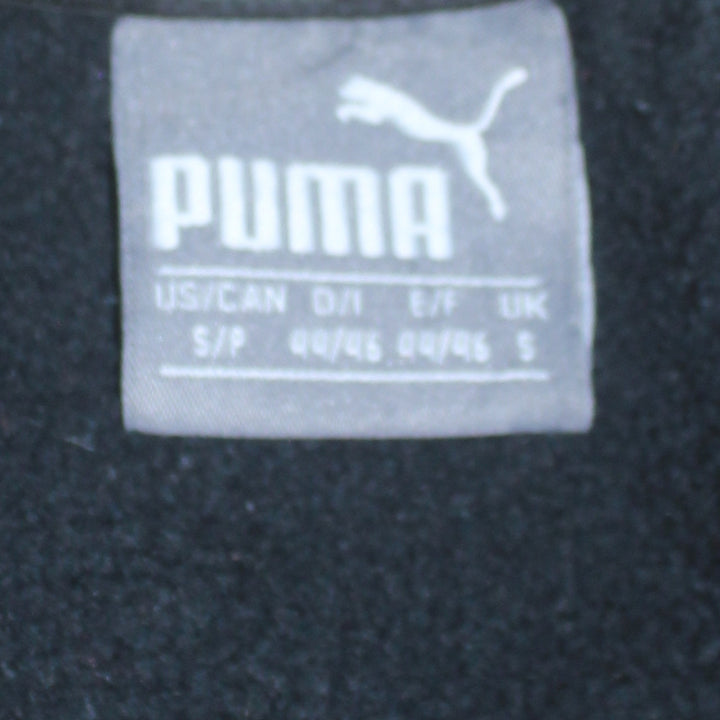 PUMA
US/CAN D/I E/F UK
S/P 44/46 44/46 S